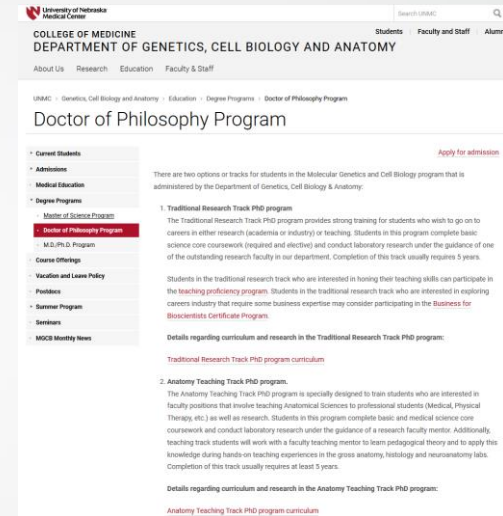 University of Nebraska
Medical Center
Search UNMC
COLLEGE OF MEDICINE
Students Faculty and Staff Alumn
DEPARTMENT OF GENETICS, CELL BIOLOGY AND ANATOMY
About Us Research Education Faculty & Staff
UNMC > Genetics, Cell Biology and Anatomy > Education > Degree Programs > Doctor of Philosophy Program
Doctor of Philosophy Program
Current Students
Admissions
Medical Education
Degree Programs
Master of Science Program
Doctor of Philosophy Program
M.D./Ph.D. Program
Course Offerings
Vacation and Leave Policy
Postdocs
Summer Program
Seminars
MGCB Monthly News
Apply for admission
There are two options or tracks for students in the Molecular Genetics and Cell Biology program that is
administered by the Department of Genetics, Cell Biology & Anatomy:
1. Traditional Research Track PhD program
The Traditional Research Track PhD program provides strong training for students who wish to go on to
careers in either research (academia or industry) or teaching. Students in this program complete basic
science core coursework (required and elective) and conduct laboratory research under the guidance of one
of the outstanding research faculty in our department. Completion of this track usually requires 5 years.
Students in the traditional research track who are interested in honing their teaching skills can participate in
the teaching proficiency program. Students in the traditional research track who are interested in exploring
careers industry that require some business expertise may consider participating in the Business for
Bioscientists Certificate Program.
Details regarding curriculum and research in the Traditional Research Track PhD program:
Traditional Research Track PhD program curriculum
2. Anatomy Teaching Track PhD program.
The Anatomy Teaching Track PhD program is specially designed to train students who are interested in
faculty positions that involve teaching Anatomical Sciences to professional students (Medical, Physical
Therapy, etc.) as well as research. Students in this program complete basic and medical science core
coursework and conduct laboratory research under the guidance of a research faculty mentor. Additionally,
teaching track students will work with a faculty teaching mentor to learn pedagogical theory and to apply this
knowledge during hands on teaching experiences in the gross anatomy, histology and neuroanatomy labs.
Completion of this track usually requires at least 5 years.
Details regarding curriculum and research in the Anatomy Teaching Track PhD program:
Anatomy Teaching Track PhD program curriculum